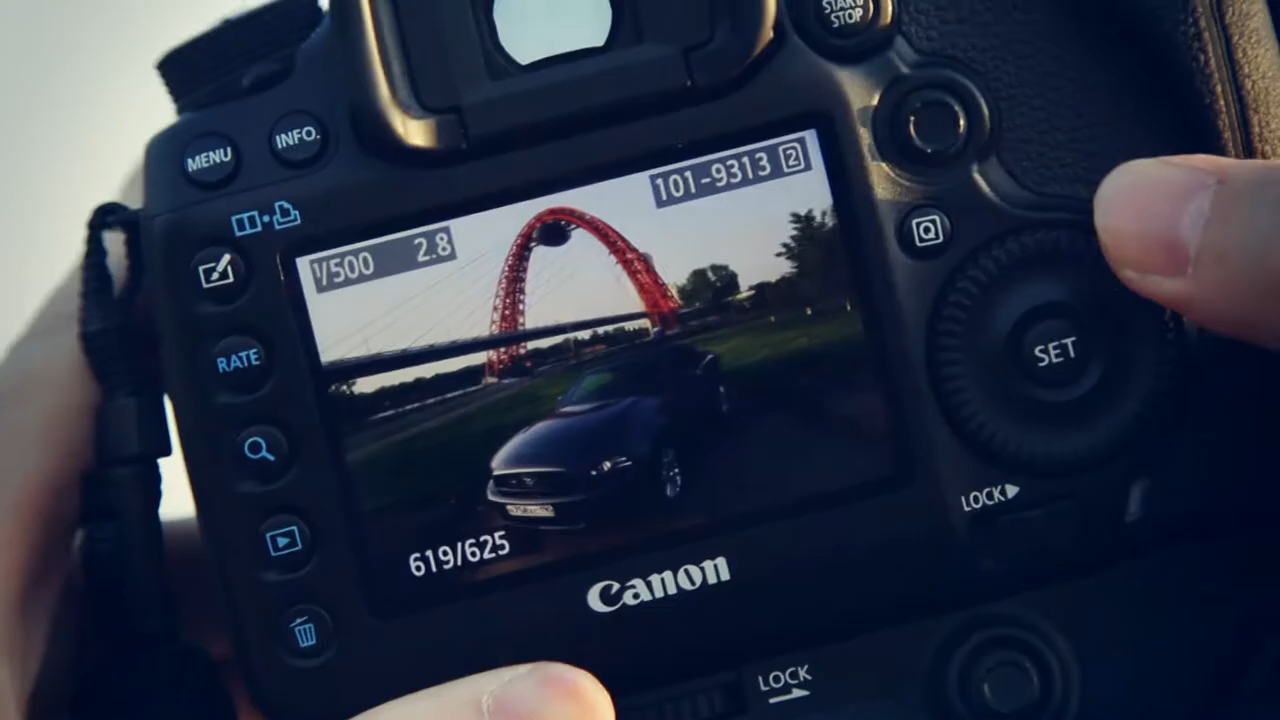 START/
STOP
MENU
INFO.
1/500 2.8
101-9313 2
Q
RATE
SET
LOCK
619/625
Canon
LOCK